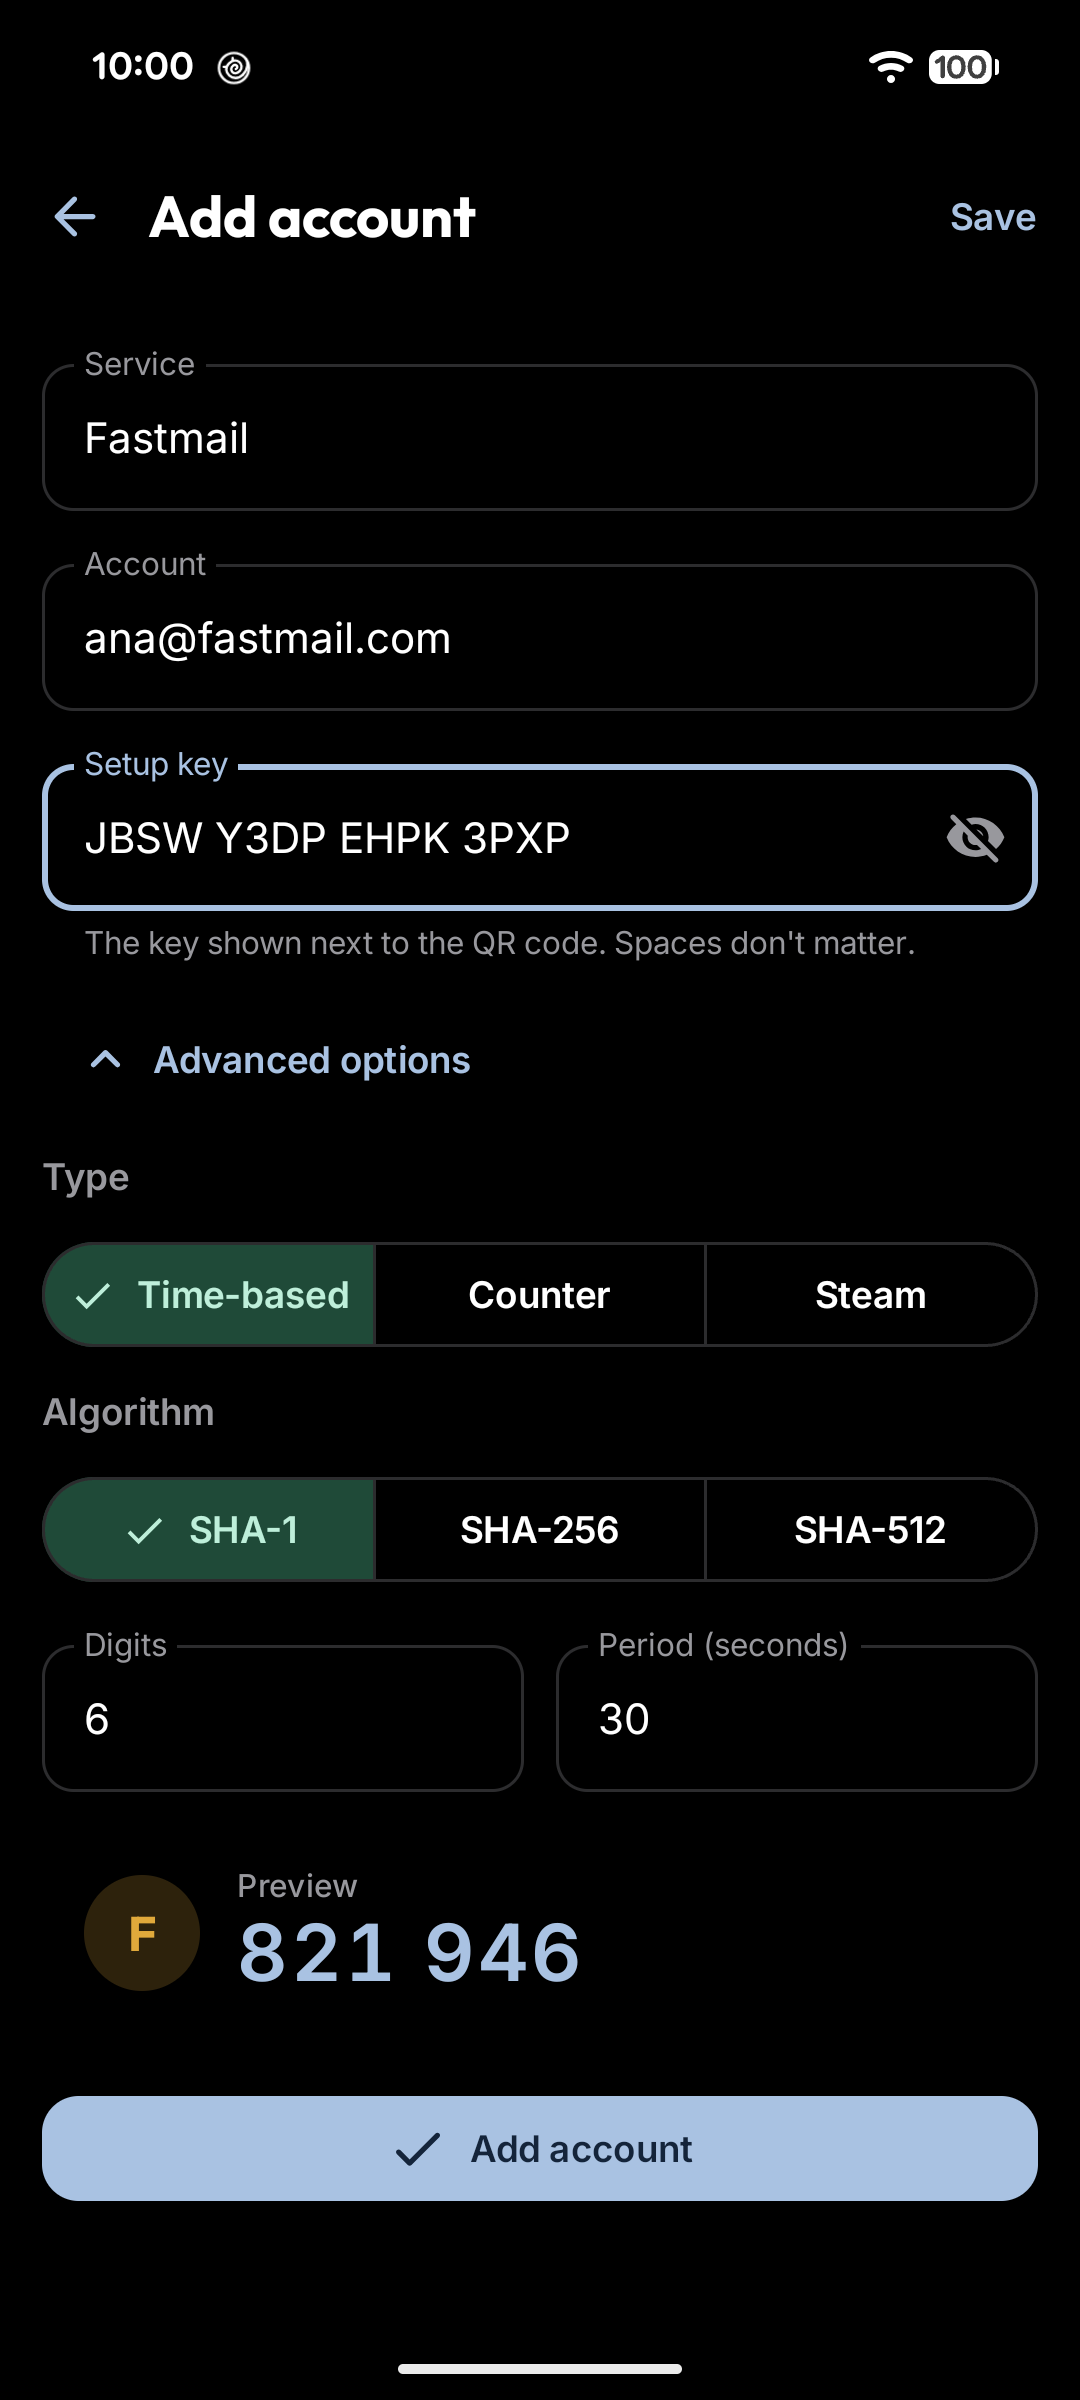 10:00
100
Add account
Save
Service
Fastmail
Account
ana@fastmail.com
Setup key
JBSW Y3DP EHPK 3PXP
The key shown next to the QR code. Spaces don't matter.
Advanced options
Type
Time-based
Counter
Steam
Algorithm
SHA-1
SHA-256
SHA-512
Digits
Period (seconds)
6
30
F
Preview
821 946
Add account